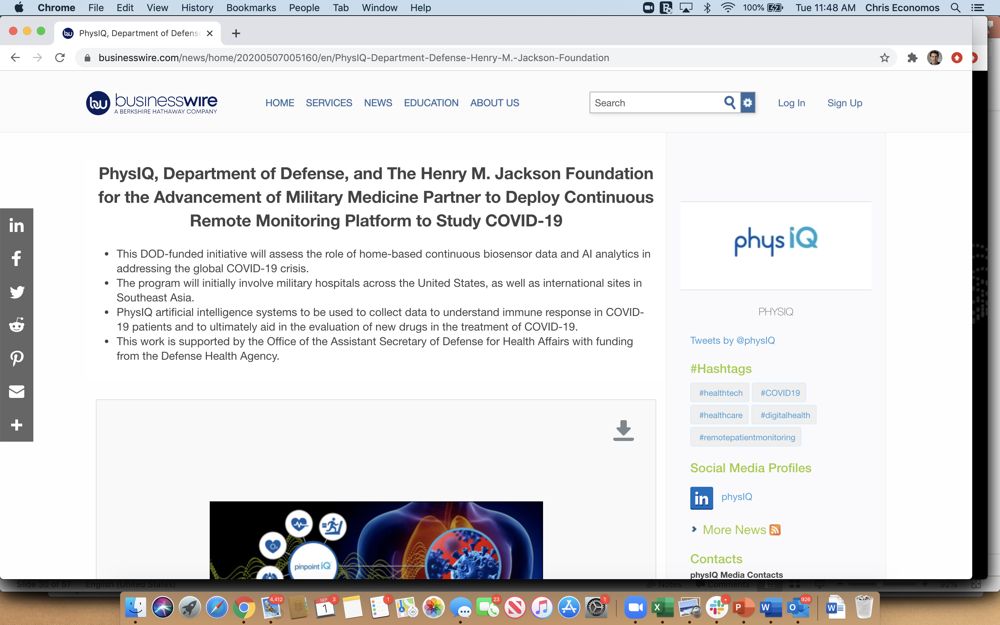 Chrome File Edit View History Bookmarks People Tab Window Help 100% Tue 11:48 AM Chris Economos
bw PhysIQ, Department of Defense
businesswire.com/news/home/20200507005160/en/PhysIQ-Department-Defense-Henry-M.-Jackson-Foundation
bw businesswire
A BERKSHIRE HATHAWAY COMPANY
HOME SERVICES NEWS EDUCATION ABOUT US
Search
Log In Sign Up
PhysIQ, Department of Defense, and The Henry M. Jackson Foundation
for the Advancement of Military Medicine Partner to Deploy Continuous
Remote Monitoring Platform to Study COVID-19
• This DOD-funded initiative will assess the role of home-based continuous biosensor data and AI analytics in
addressing the global COVID-19 crisis.
• The program will initially involve military hospitals across the United States, as well as international sites in
Southeast Asia.
• PhysIQ artificial intelligence systems to be used to collect data to understand immune response in COVID-
19 patients and to ultimately aid in the evaluation of new drugs in the treatment of COVID-19.
• This work is supported by the Office of the Assistant Secretary of Defense for Health Affairs with funding
from the Defense Health Agency.
in
O₂
pinpoint iQ
phys iQ
PHYSIQ
Tweets by @physIQ
#Hashtags
#healthtech #COVID19
#healthcare #digitalhealth
#remotepatientmonitoring
Social Media Profiles
in physIQ
More News
Contacts
physIQ Media Contacts
Slide 30 of 57 English (United States) Notes Comments 92%
4,412 SEP 1 3 1 3D 23 1 X P W O 926 W